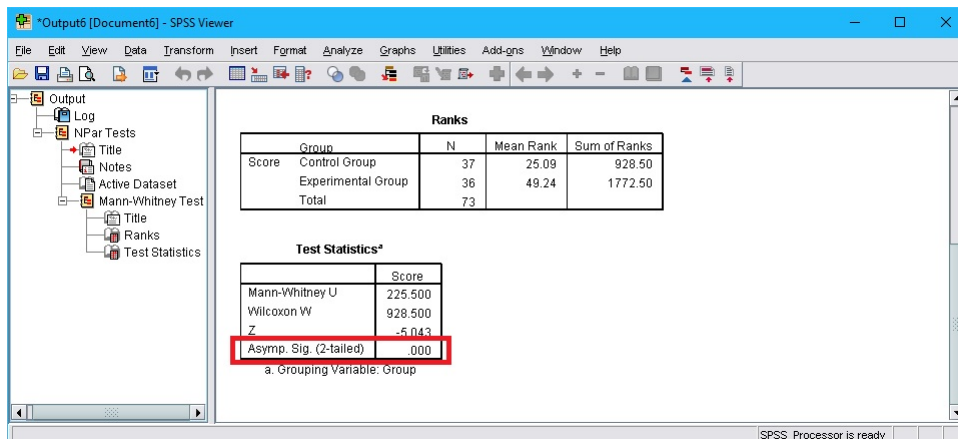 *Output6 [Document6] - SPSS Viewer
File Edit View Data Transform Insert Format Analyze Graphs Utilities Add-ons Window Help
Output
Log
NPar Tests
Title
Notes
Active Dataset
Mann-Whitney Test
Title
Ranks
Test Statistics
Ranks
Group N Mean Rank Sum of Ranks
Score Control Group 37 25.09 928.50
Experimental Group 36 49.24 1772.50
Total 73
Test Statisticsᵃ
Score
Mann-Whitney U 225.500
Wilcoxon W 928.500
Z -5.043
Asymp. Sig. (2-tailed) .000
a. Grouping Variable: Group
SPSS Processor is ready